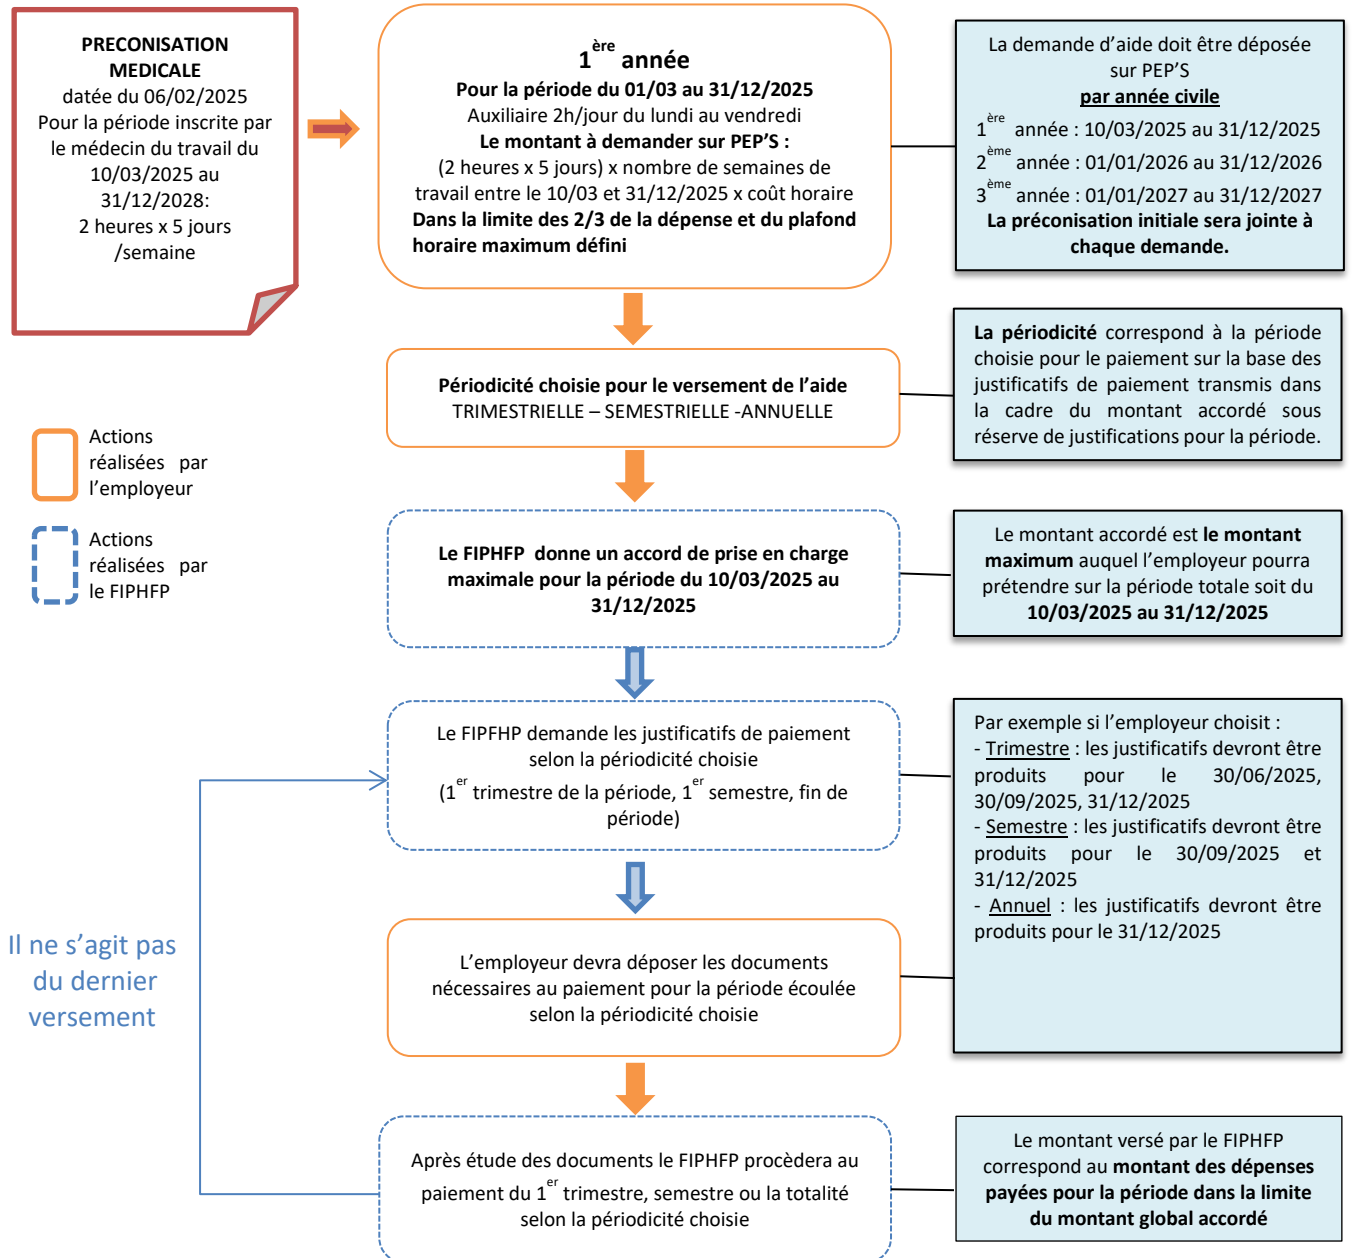 PRECONISATION
MEDICALE
datée du 06/02/2025
Pour la période inscrite par
le médecin du travail du
10/03/2025 au
31/12/2028:
2 heures x 5 jours
/semaine
1ère année
Pour la période du 01/03 au 31/12/2025
Auxiliaire 2h/jour du lundi au vendredi
Le montant à demander sur PEP'S :
(2 heures x 5 jours) x nombre de semaines de
travail entre le 10/03 et 31/12/2025 x coût horaire
Dans la limite des 2/3 de la dépense et du plafond
horaire maximum défini
La demande d'aide doit être déposée
sur PEP'S
par année civile
1ère année : 10/03/2025 au 31/12/2025
2ème année : 01/01/2026 au 31/12/2026
3ème année : 01/01/2027 au 31/12/2027
La préconisation initiale sera jointe à
chaque demande.
Périodicité choisie pour le versement de l'aide
TRIMESTRIELLE – SEMESTRIELLE -ANNUELLE
La périodicité correspond à la période
choisie pour le paiement sur la base des
justificatifs de paiement transmis dans
la cadre du montant accordé sous
réserve de justifications pour la période.
Actions
réalisées par
l'employeur
Actions
réalisées par
le FIPHFP
Le FIPHFP donne un accord de prise en charge
maximale pour la période du 10/03/2025 au
31/12/2025
Le montant accordé est le montant
maximum auquel l'employeur pourra
prétendre sur la période totale soit du
10/03/2025 au 31/12/2025
Le FIPFHP demande les justificatifs de paiement
selon la périodicité choisie
(1er trimestre de la période, 1er semestre, fin de
période)
Par exemple si l'employeur choisit :
- Trimestre : les justificatifs devront être
produits pour le 30/06/2025,
30/09/2025, 31/12/2025
- Semestre : les justificatifs devront être
produits pour le 30/09/2025 et
31/12/2025
- Annuel : les justificatifs devront être
produits pour le 31/12/2025
Il ne s'agit pas
du dernier
versement
L'employeur devra déposer les documents
nécessaires au paiement pour la période écoulée
selon la périodicité choisie
Après étude des documents le FIPHFP procèdera au
paiement du 1er trimestre, semestre ou la totalité
selon la périodicité choisie
Le montant versé par le FIPHFP
correspond au montant des dépenses
payées pour la période dans la limite
du montant global accordé